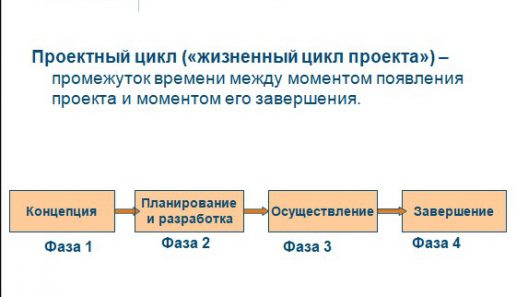 Проектный цикл («жизненный цикл проекта») –
промежуток времени между моментом появления
проекта и моментом его завершения.
Концепция
Планирование
и разработка
Осуществление
Завершение
Фаза 1
Фаза 2
Фаза 3
Фаза 4